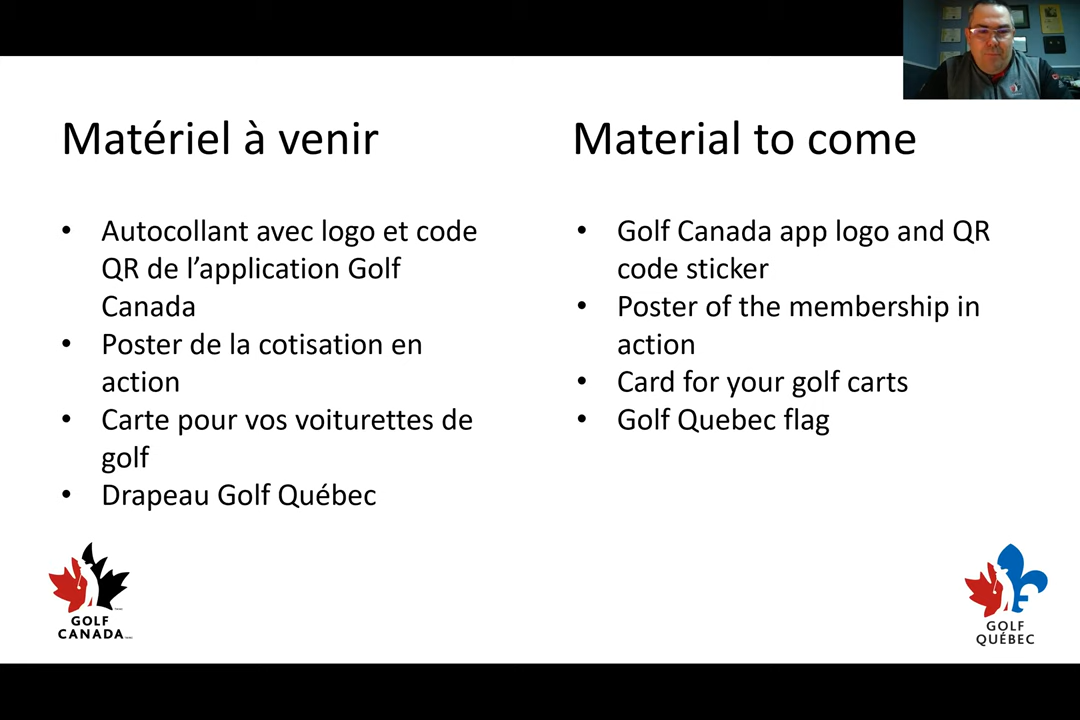 Matériel à venir
• Autocollant avec logo et code
QR de l’application Golf
Canada
• Poster de la cotisation en
action
• Carte pour vos voiturettes de
golf
• Drapeau Golf Québec
Material to come
• Golf Canada app logo and QR
code sticker
• Poster of the membership in
action
• Card for your golf carts
• Golf Quebec flag
GOLF
CANADA
GOLF
QUÉBEC